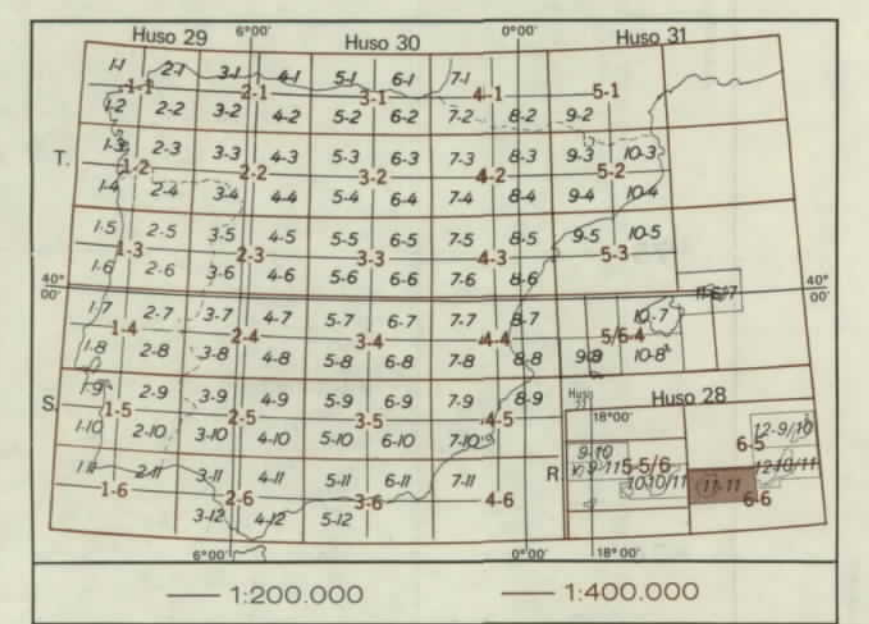 Huso 29 6°00' Huso 30 0°00' Huso 31
1-1 2-1 3-1 4-1 5-1 6-1 7-1
1-1 2-1 3-1 4-1 5-1
1-2 2-2 3-2 4-2 5-2 6-2 7-2 8-2 9-2
T.
1-3 2-3 3-3 4-3 5-3 6-3 7-3 8-3 9-3 10-3
1-2 2-2 3-2 4-2 5-2
1-4 2-4 3-4 4-4 5-4 6-4 7-4 8-4 9-4 10-4
1-5 2-5 3-5 4-5 5-5 6-5 7-5 8-5 9-5 10-5
1-3 2-3 3-3 4-3 5-3
1-6 2-6 3-6 4-6 5-6 6-6 7-6 8-6
40°00' 40°00'
1-7 2-7 3-7 4-7 5-7 6-7 7-7 8-7 10-7
1-4 2-4 3-4 4-4 5/6-4
1-8 2-8 3-8 4-8 5-8 6-8 7-8 8-8 10-8
Huso 28
S.
1-9 2-9 3-9 4-9 5-9 6-9 7-9 8-9
18°00'
1-5 2-5 3-5 4-5
1-10 2-10 3-10 4-10 5-10 6-10 7-10
12-9/10
6-5
9-10
R.
5-5/6
10-10/11
11-11
12-10/11
6-6
1-11 2-11 3-11 4-11 5-11 6-11 7-11
1-6 2-6 3-6 4-6
3-12 4-12 5-12
6°00' 0°00' 18°00'
1:200.000 1:400.000